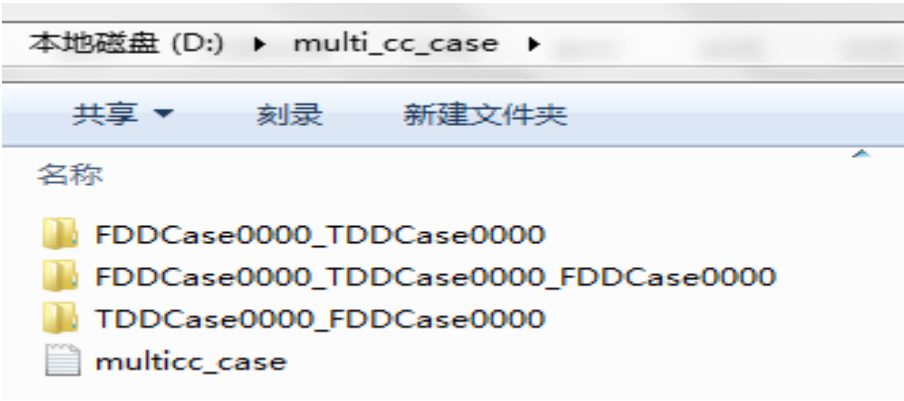 本地磁盘 (D:) ▸ multi_cc_case ▸
共享 刻录 新建文件夹
名称
FDDCase0000_TDDCase0000
FDDCase0000_TDDCase0000_FDDCase0000
TDDCase0000_FDDCase0000
multicc_case